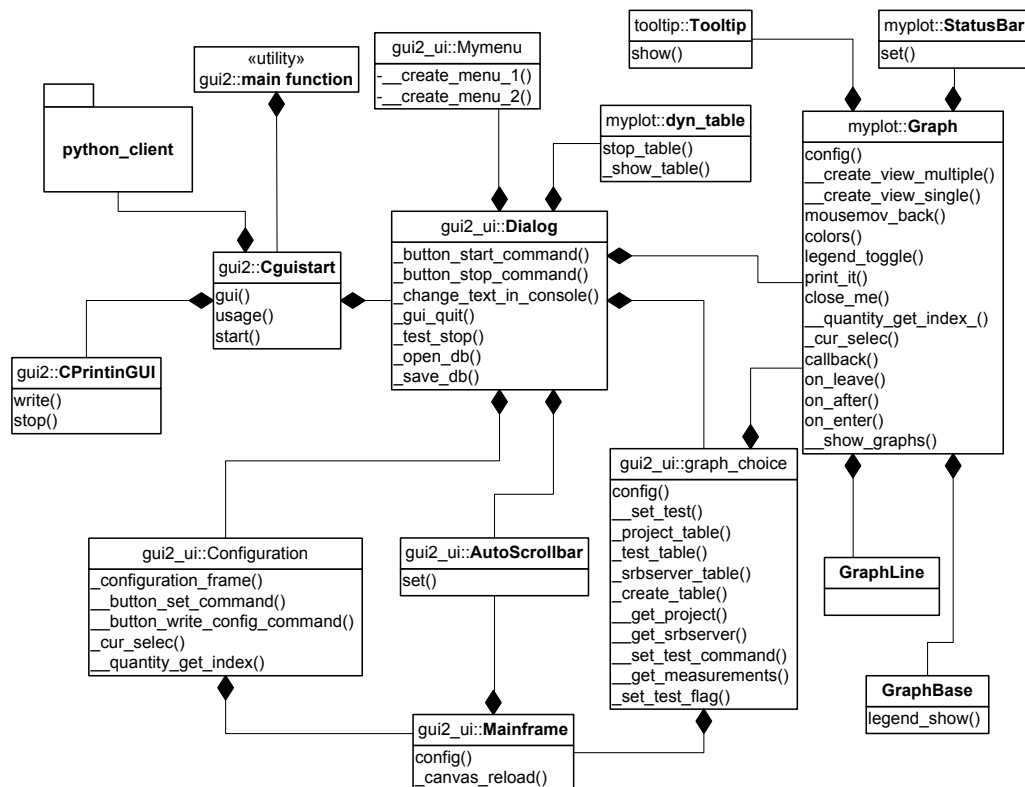 «utility»
gui2::main function
gui2_ui::Mymenu
-__create_menu_1()
-__create_menu_2()
tooltip::Tooltip
show()
myplot::StatusBar
set()
python_client
myplot::dyn_table
stop_table()
_show_table()
myplot::Graph
config()
__create_view_multiple()
__create_view_single()
mousemov_back()
colors()
legend_toggle()
print_it()
close_me()
__quantity_get_index_()
_cur_selec()
callback()
on_leave()
on_after()
on_enter()
__show_graphs()
gui2::Cguistart
gui()
usage()
start()
gui2_ui::Dialog
_button_start_command()
_button_stop_command()
_change_text_in_console()
_gui_quit()
_test_stop()
_open_db()
_save_db()
gui2::CPrintinGUI
write()
stop()
gui2_ui::graph_choice
config()
__set_test()
_project_table()
_test_table()
_srbserver_table()
_create_table()
__get_project()
__get_srbserver()
__set_test_command()
__get_measurements()
_set_test_flag()
gui2_ui::Configuration
_configuration_frame()
__button_set_command()
__button_write_config_command()
_cur_selec()
__quantity_get_index()
gui2_ui::AutoScrollbar
set()
GraphLine
GraphBase
legend_show()
gui2_ui::Mainframe
config()
_canvas_reload()